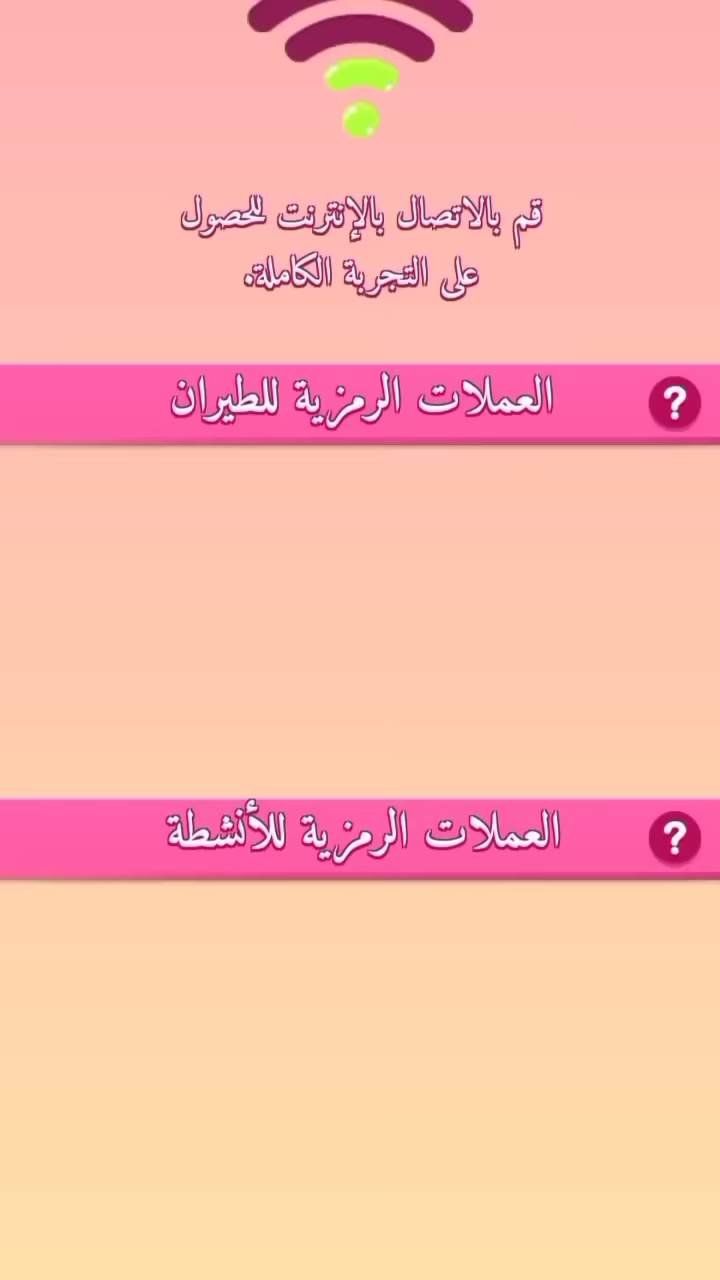 قم بالاتصال بالإنترنت للحصول
على التجربة الكاملة.
العملات الرمزية للطيران
?
العملات الرمزية للأنشطة
?